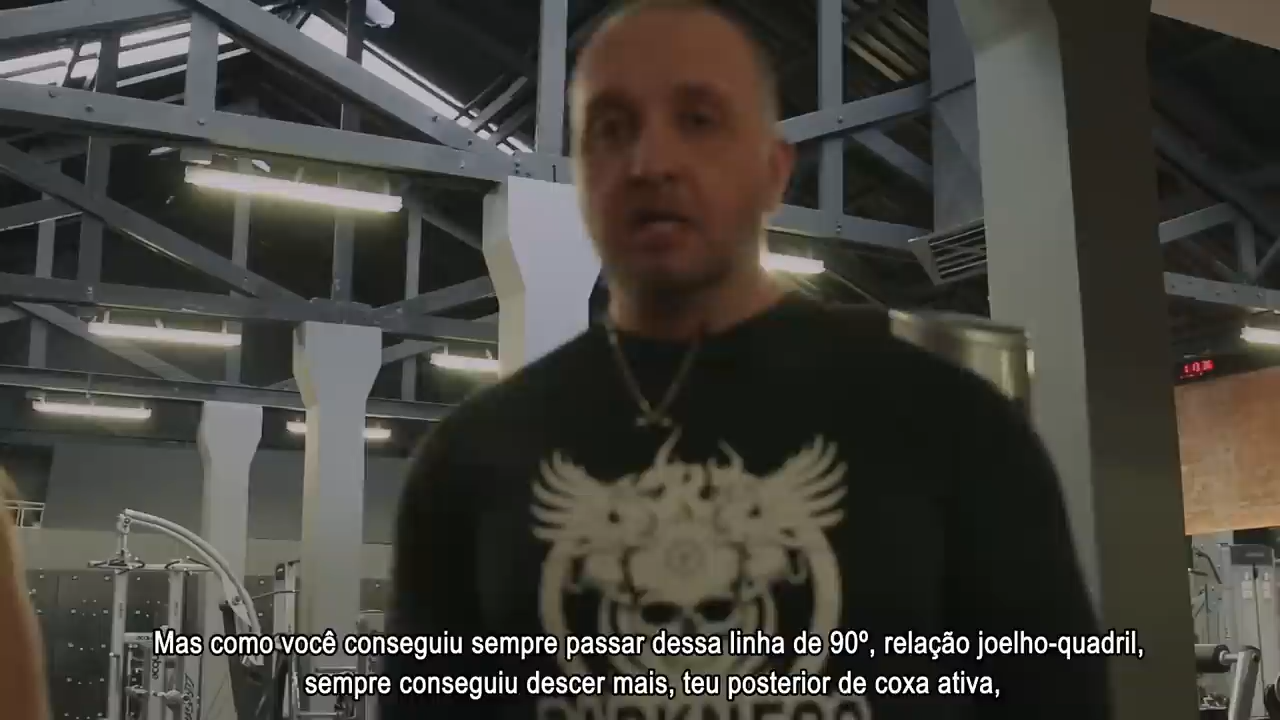 Mas como você conseguiu sempre passar dessa linha de 90º, relação joelho-quadril,
sempre conseguiu descer mais, teu posterior de coxa ativa,
DARKNESS